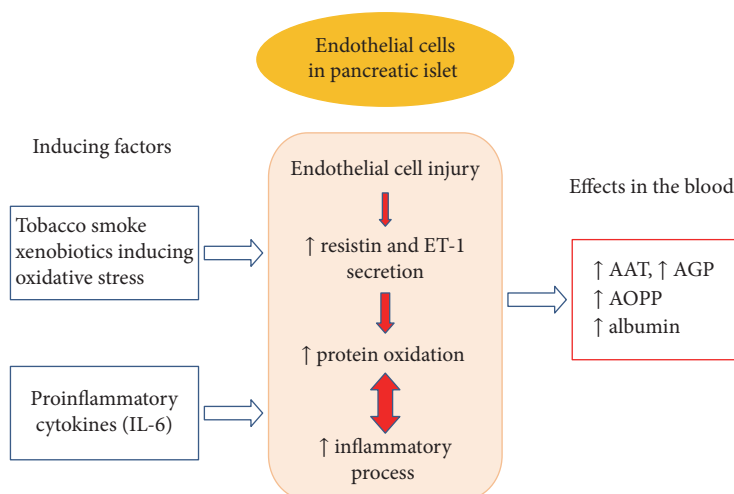 Endothelial cells
in pancreatic islet
Inducing factors
Tobacco smoke
xenobiotics inducing
oxidative stress
Proinflammatory
cytokines (IL-6)
Endothelial cell injury
↑ resistin and ET-1
secretion
↑ protein oxidation
↑ inflammatory
process
Effects in the blood
↑ AAT, ↑ AGP
↑ AOPP
↑ albumin